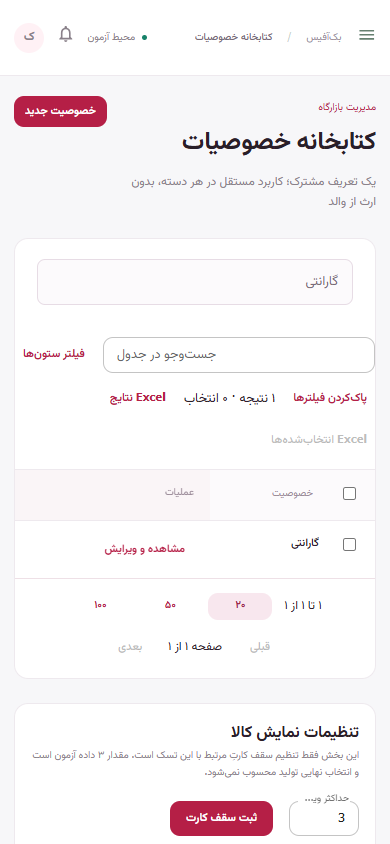 بک‌آفیس / کتابخانه خصوصیات محیط آزمون ک
مدیریت بازارگاه
خصوصیت جدید
کتابخانه خصوصیات
یک تعریف مشترک؛ کاربرد مستقل در هر دسته، بدون
ارث از والد
گارانتی
جست‌وجو در جدول فیلتر ستون‌ها
پاک‌کردن فیلترها ۱ نتیجه · ۰ انتخاب Excel نتایج
Excel انتخاب‌شده‌ها
خصوصیت عملیات
گارانتی مشاهده و ویرایش
۱ تا ۱ از ۱ ۲۰ ۵۰ ۱۰۰
قبلی صفحه ۱ از ۱ بعدی
تنظیمات نمایش کالا
این بخش فقط تنظیم سقف کارتِ مرتبط با این تسک است، مقدار ۳ داده آزمون است
و انتخاب نهایی تولید محسوب نمی‌شود.
حداکثر ویـ...
3 ثبت سقف کارت